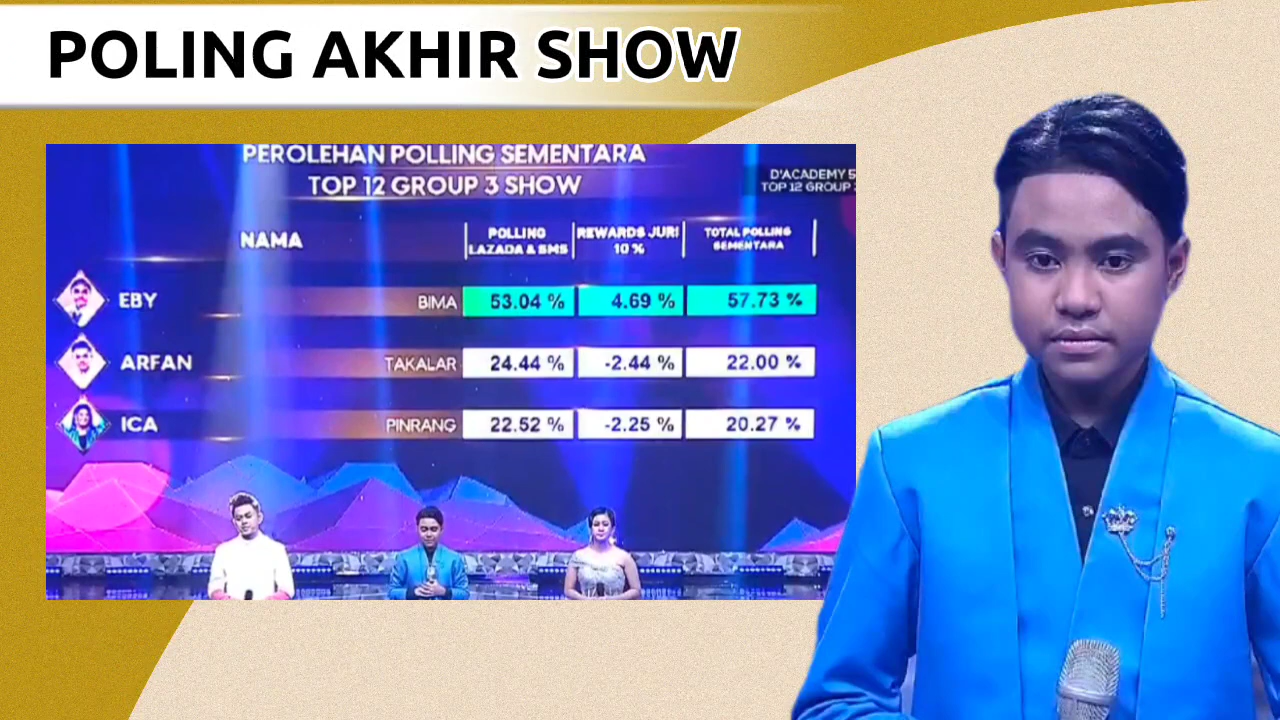 POLING AKHIR SHOW
PEROLEHAN POLLING SEMENTARA
TOP 12 GROUP 3 SHOW
D'ACADEMY 5
TOP 12 GROUP 3
NAMA
POLLING
LAZADA & SMS
REWARDS JURI
10 %
TOTAL POLLING
SEMENTARA
EBY BIMA 53.04 % 4.69 % 57.73 %
ARFAN TAKALAR 24.44 % -2.44 % 22.00 %
ICA PINRANG 22.52 % -2.25 % 20.27 %